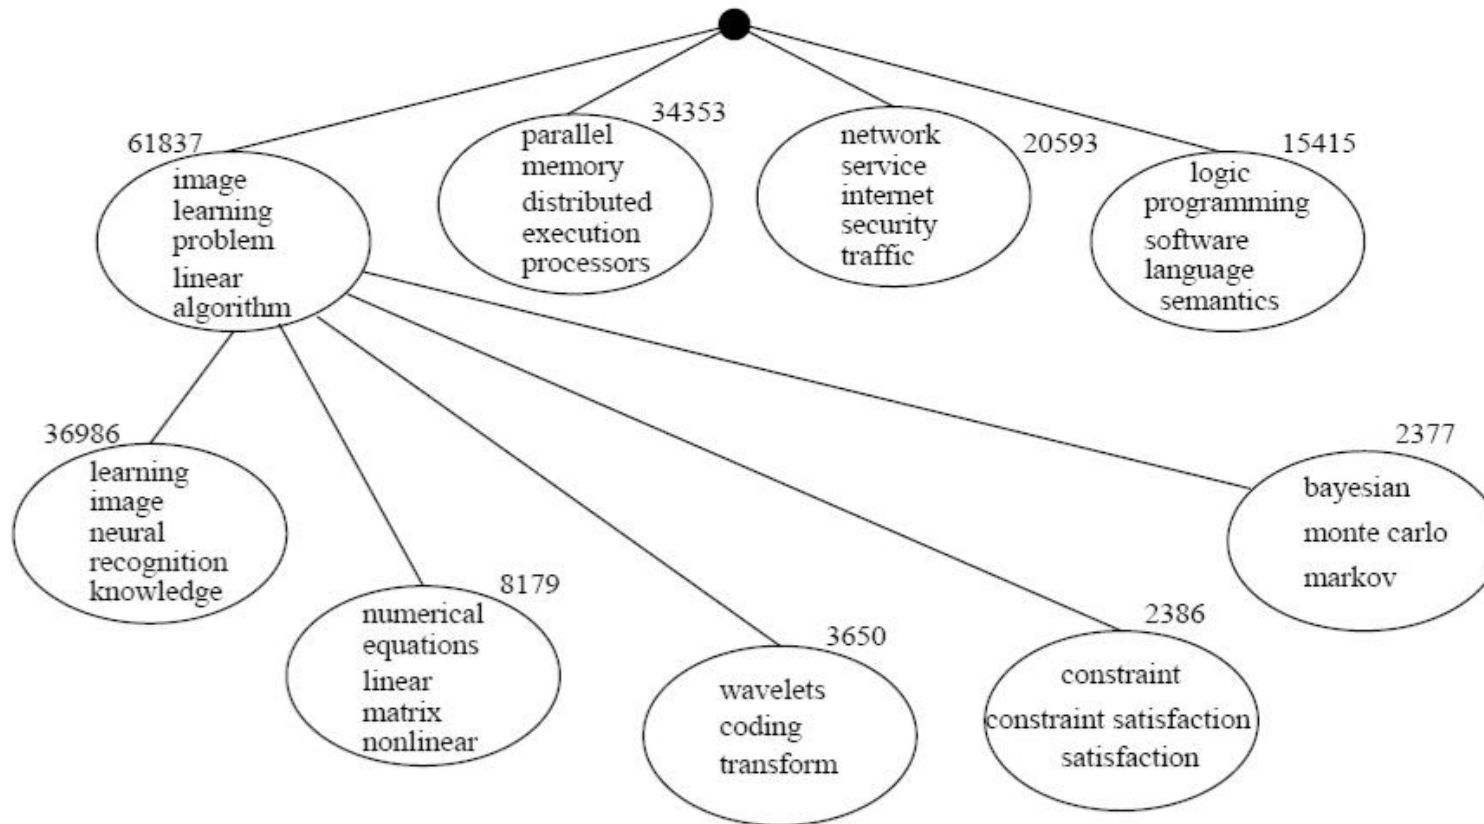 61837
image
learning
problem
linear
algorithm
34353
parallel
memory
distributed
execution
processors
20593
network
service
internet
security
traffic
15415
logic
programming
software
language
semantics
36986
learning
image
neural
recognition
knowledge
8179
numerical
equations
linear
matrix
nonlinear
3650
wavelets
coding
transform
2386
constraint
constraint satisfaction
satisfaction
2377
bayesian
monte carlo
markov